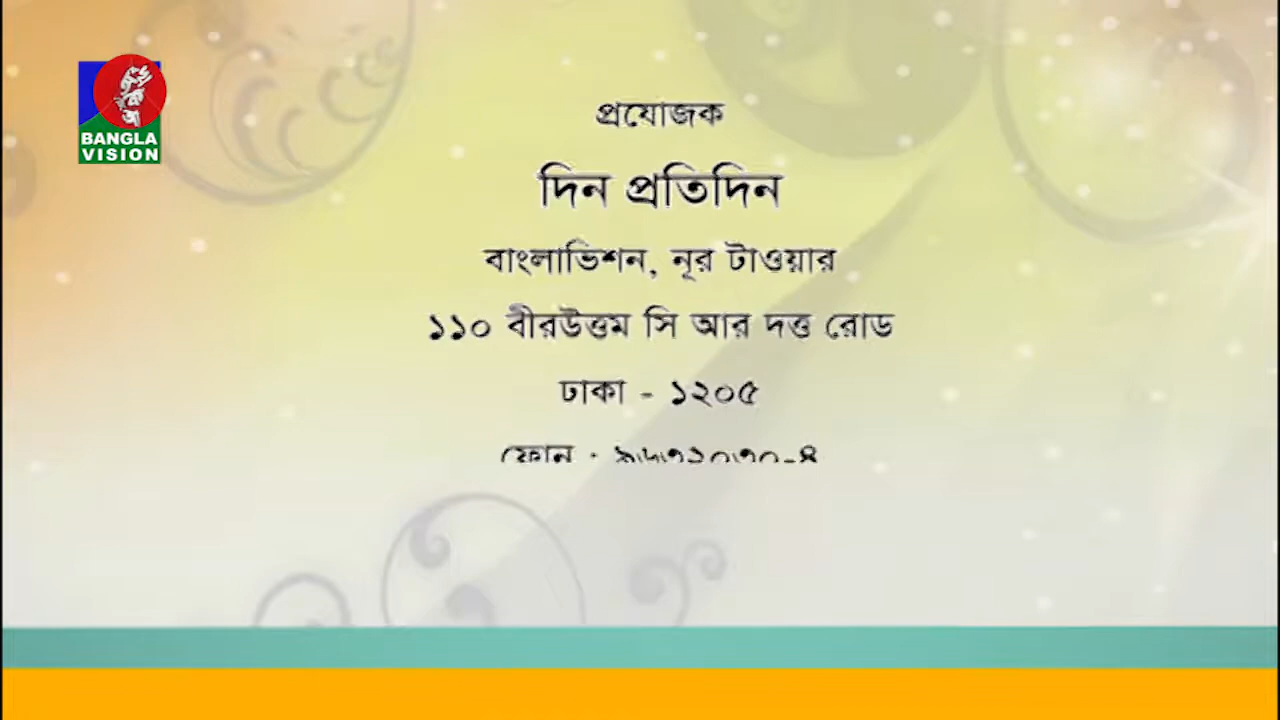 BANGLA
VISION
প্রযোজক
দিন প্রতিদিন
বাংলাভিশন, নূর টাওয়ার
১১০ বীরউত্তম সি আর দত্ত রোড
ঢাকা - ১২০৫
ফোন :